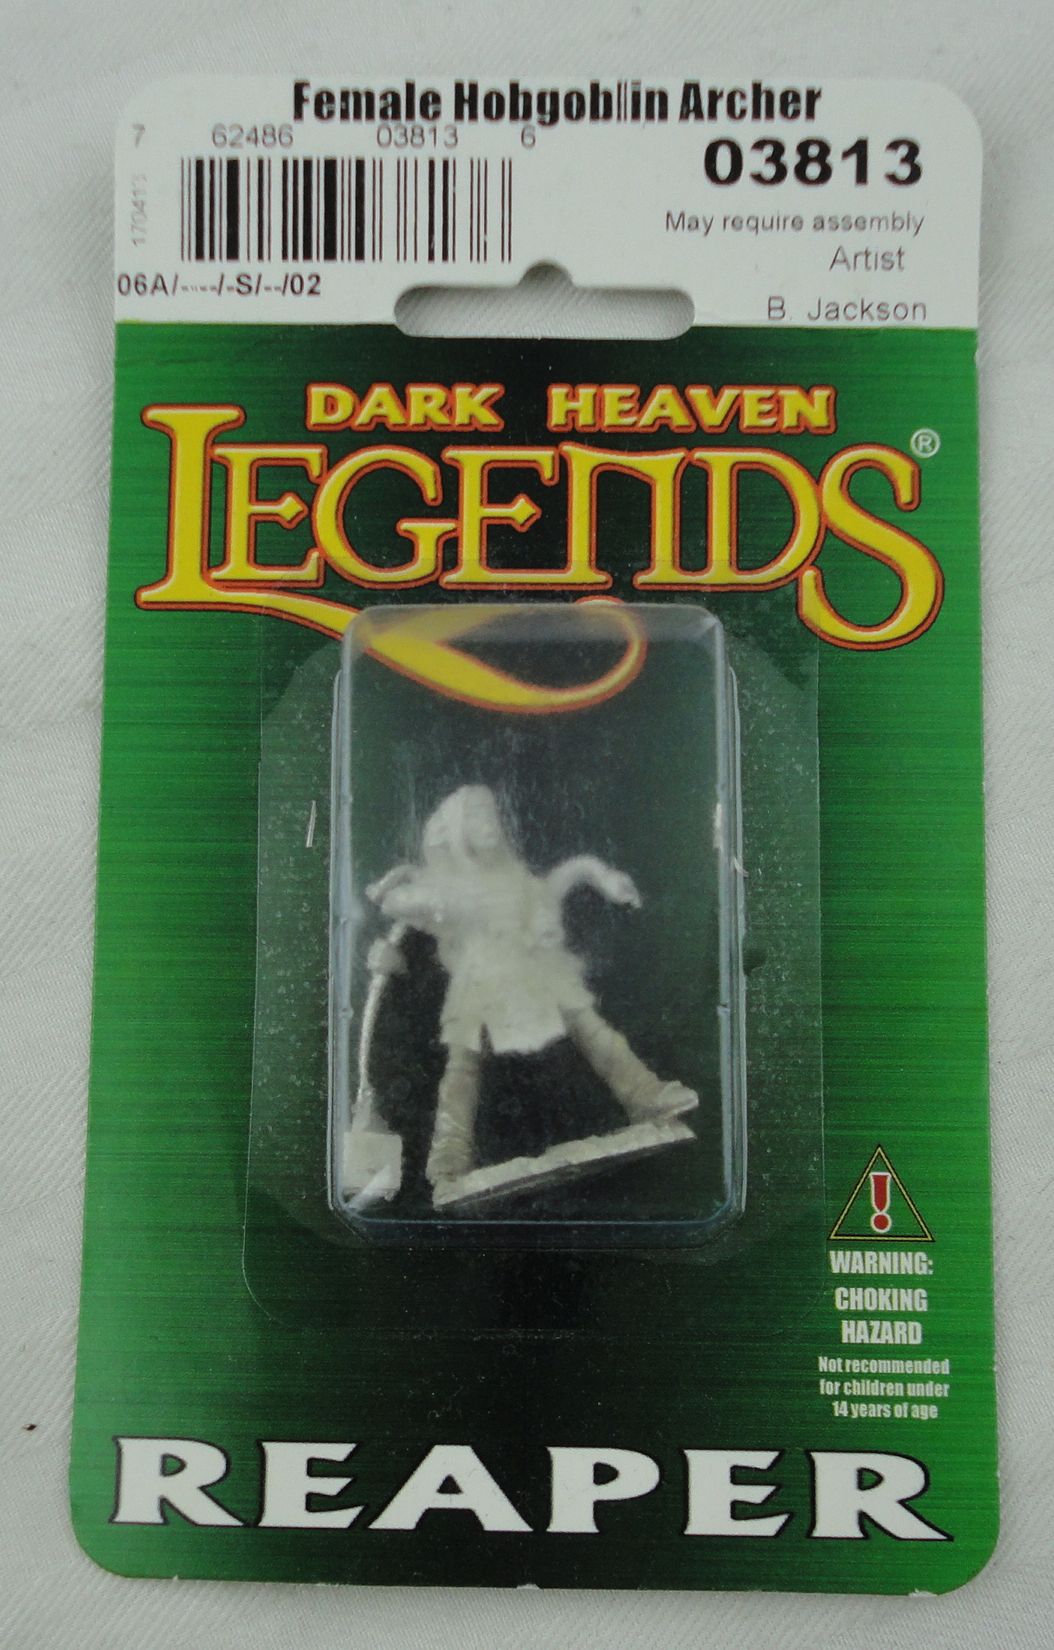 Female Hobgoblin Archer
7 62486 03813 6
03813
170413
May require assembly
Artist
06A/----/-S/--/02
B. Jackson
DARK HEAVEN
LEGENDS®
!
WARNING:
CHOKING
HAZARD
Not recommended
for children under
14 years of age
REAPER